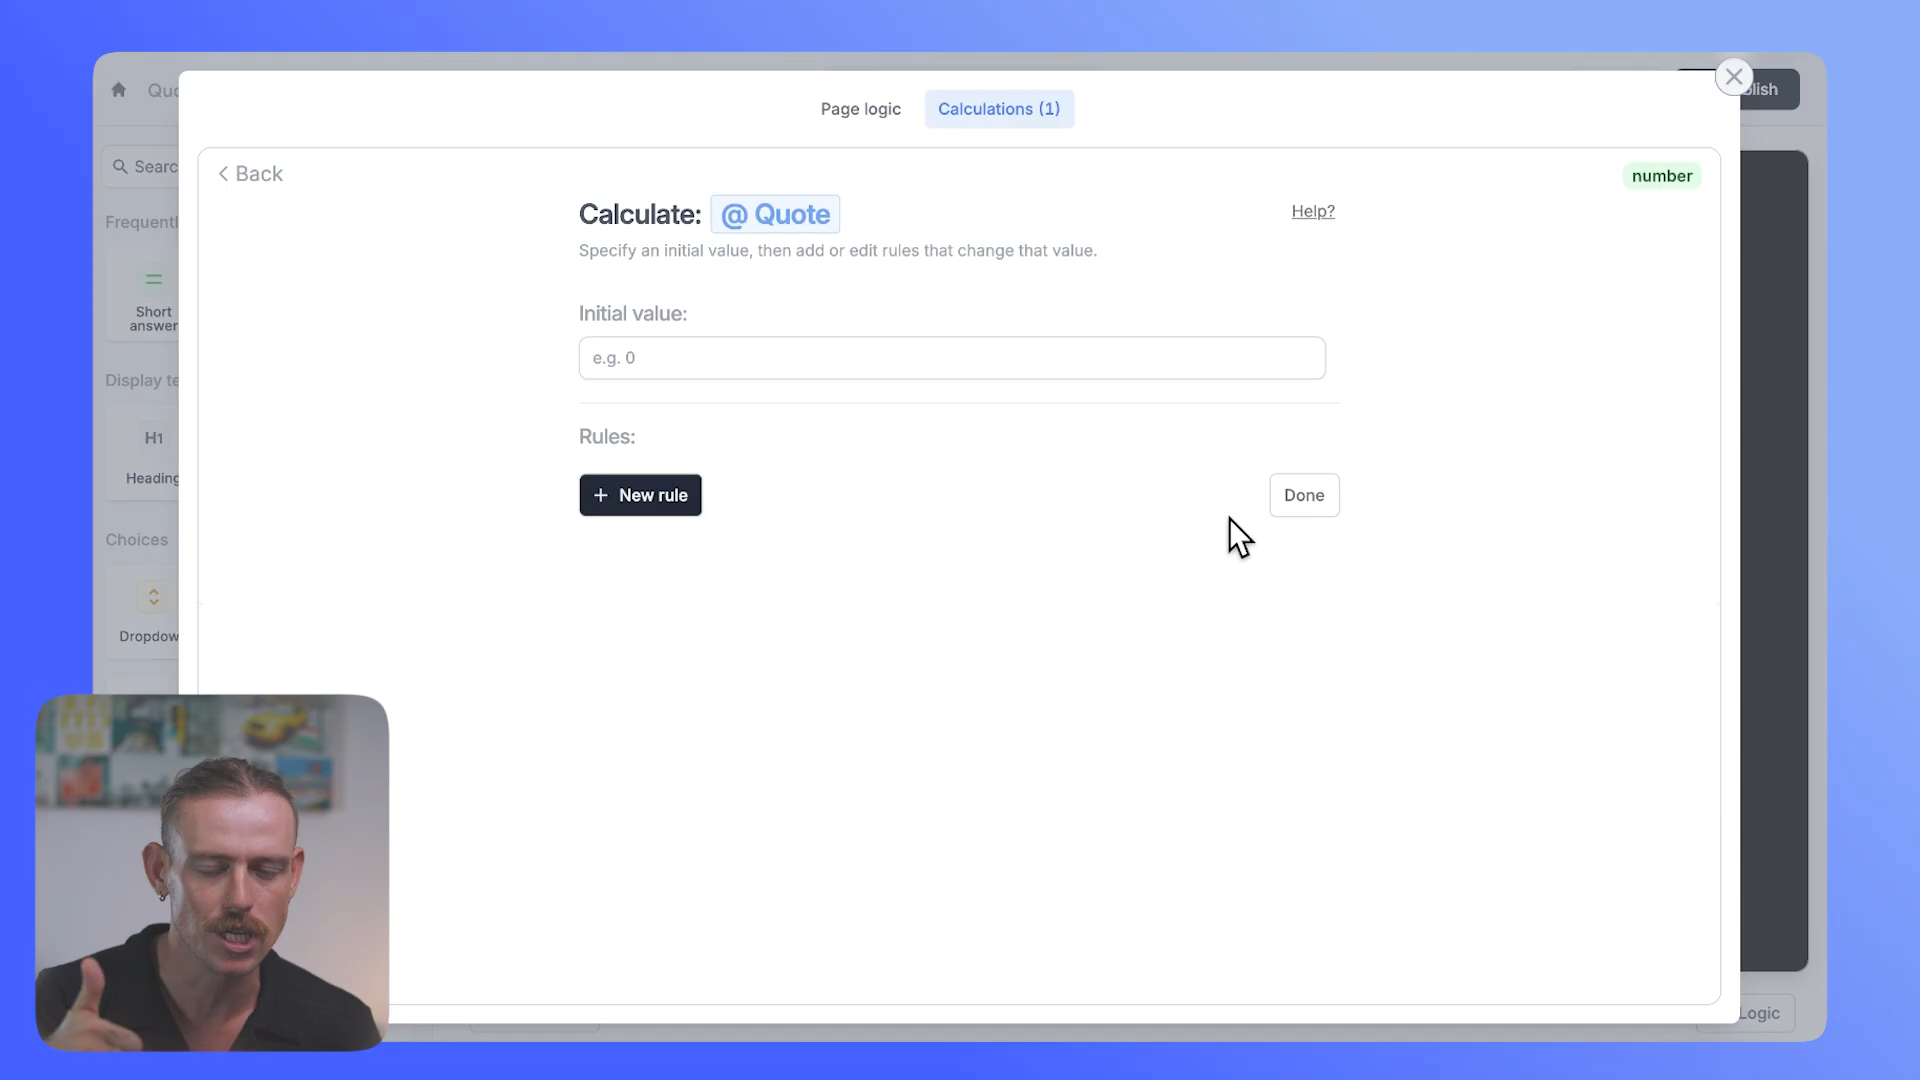 Quo
blish
Page logic
Calculations (1)
Searc
Back
number
Calculate: @ Quote
Help?
Specify an initial value, then add or edit rules that change that value.
Frequentl
Short
answer
Initial value:
e.g. 0
Display te
H1
Heading
Rules:
+ New rule
Done
Choices
Dropdow
Logic